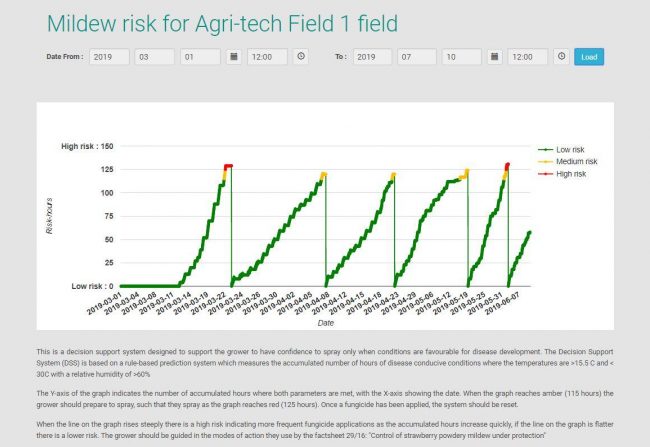 Mildew risk for Agri-tech Field 1 field
Date From : 2019 03 01 12:00 To : 2019 07 10 12:00 Load
High risk : 150
125
100
75
50
25
Low risk : 0
Risk-hours
Low risk
Medium risk
High risk
2019-03-01 2019-03-04 2019-03-08 2019-03-11 2019-03-14 2019-03-19 2019-03-22 2019-03-24 2019-03-26 2019-03-30 2019-04-02 2019-04-05 2019-04-08 2019-04-12 2019-04-14 2019-04-18 2019-04-23 2019-04-29 2019-05-06 2019-05-12 2019-05-19 2019-05-25 2019-05-31 2019-06-07
Date
This is a decision support system designed to support the grower to have confidence to spray only when conditions are favourable for disease development. The Decision Support
System (DSS) is based on a rule-based prediction system which measures the accumulated number of hours of disease conducive conditions where the temperatures are >15.5 C and <
30C with a relative humidity of >60%
The Y-axis of the graph indicates the number of accumulated hours where both parameters are met, with the X-axis showing the date. When the graph reaches amber (115 hours) the
grower should prepare to spray, such that they spray as the graph reaches red (125 hours). Once a fungicide has been applied, the system should be reset.
When the line on the graph rises steeply there is a high risk indicating more frequent fungicide applications as the accumulated hours increase quickly, if the line on the graph is flatter
there is a lower risk. The grower should be guided in the modes of action they use by the factsheet 29/16: "Control of strawberry powdery mildew under protection"